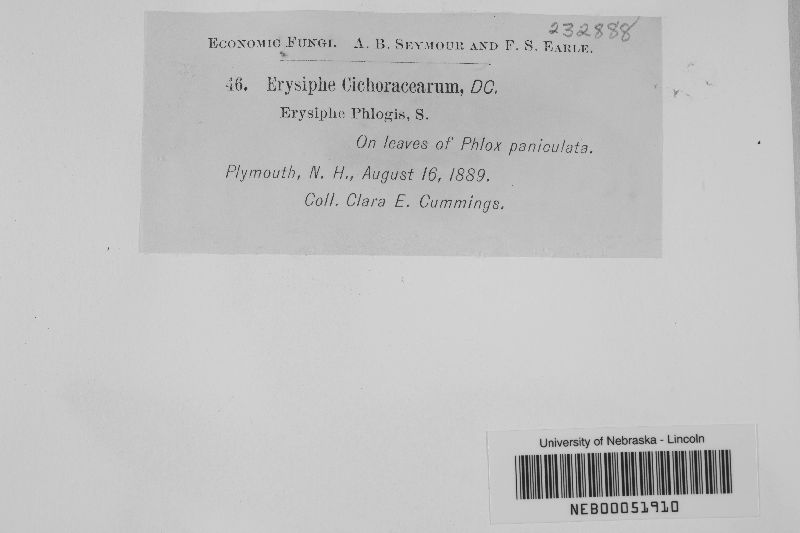 232888
Economic Fungi. A. B. Seymour and F. S. Earle.
46. Erysiphe Cichoracearum, DC.
Erysiphe Phlogis, S.
On leaves of Phlox paniculata.
Plymouth, N. H., August 16, 1889.
Coll. Clara E. Cummings.
University of Nebraska - Lincoln
NEB00051910